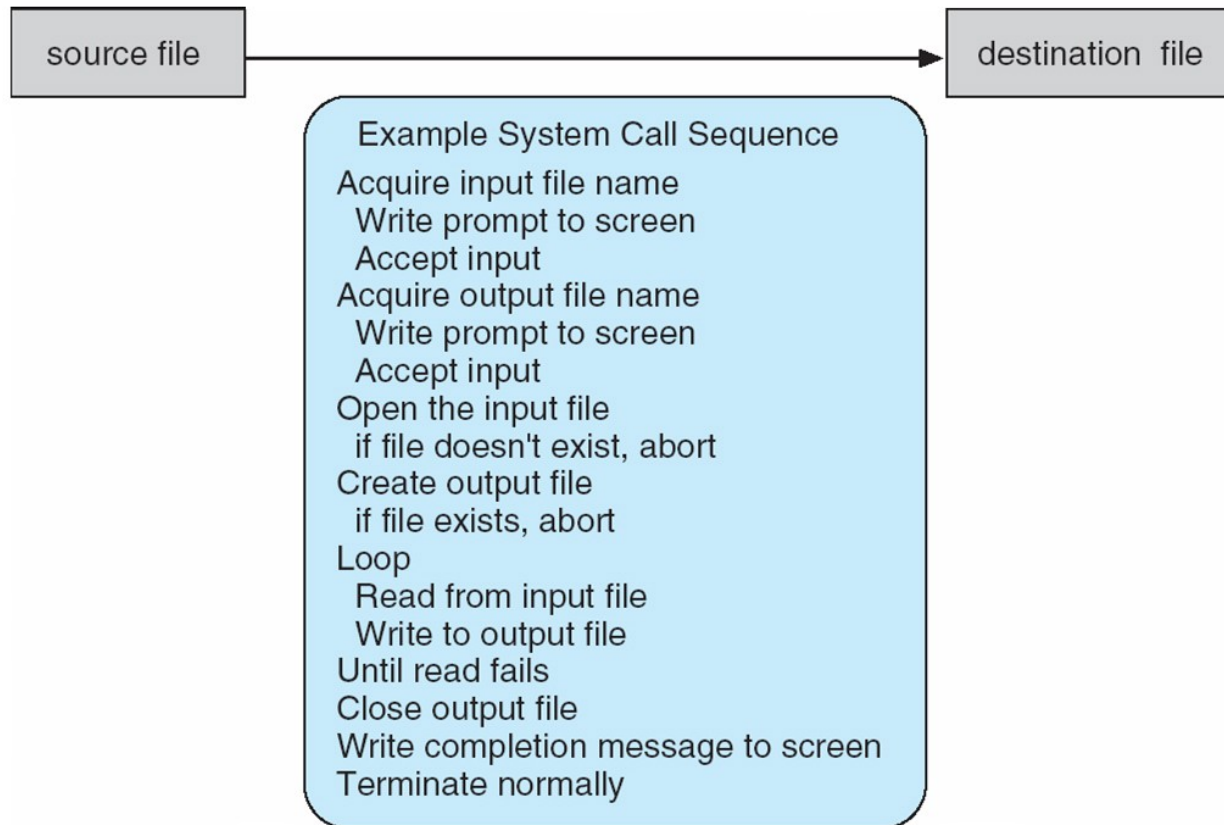 source file
destination file
Example System Call Sequence
Acquire input file name
Write prompt to screen
Accept input
Acquire output file name
Write prompt to screen
Accept input
Open the input file
if file doesn't exist, abort
Create output file
if file exists, abort
Loop
Read from input file
Write to output file
Until read fails
Close output file
Write completion message to screen
Terminate normally